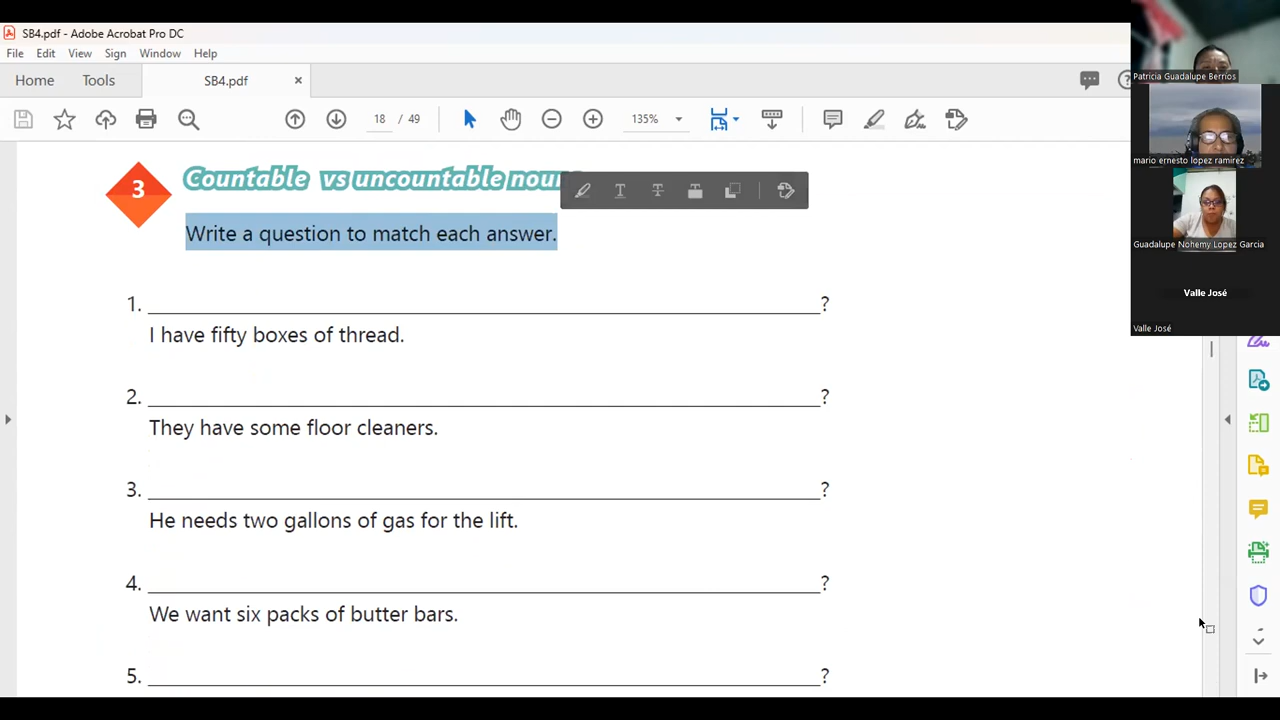 SB4.pdf - Adobe Acrobat Pro DC
File Edit View Sign Window Help
Home Tools SB4.pdf ×
18 / 49 135%
3 Countable vs uncountable
Write a question to match each answer.
1. ?
I have fifty boxes of thread.
2. ?
They have some floor cleaners.
3. ?
He needs two gallons of gas for the lift.
4. ?
We want six packs of butter bars.
5. ?
Patricia Guadalupe Berrios
mario ernesto lopez ramirez
Guadalupe Nohemy Lopez Garcia
Valle José
Valle José